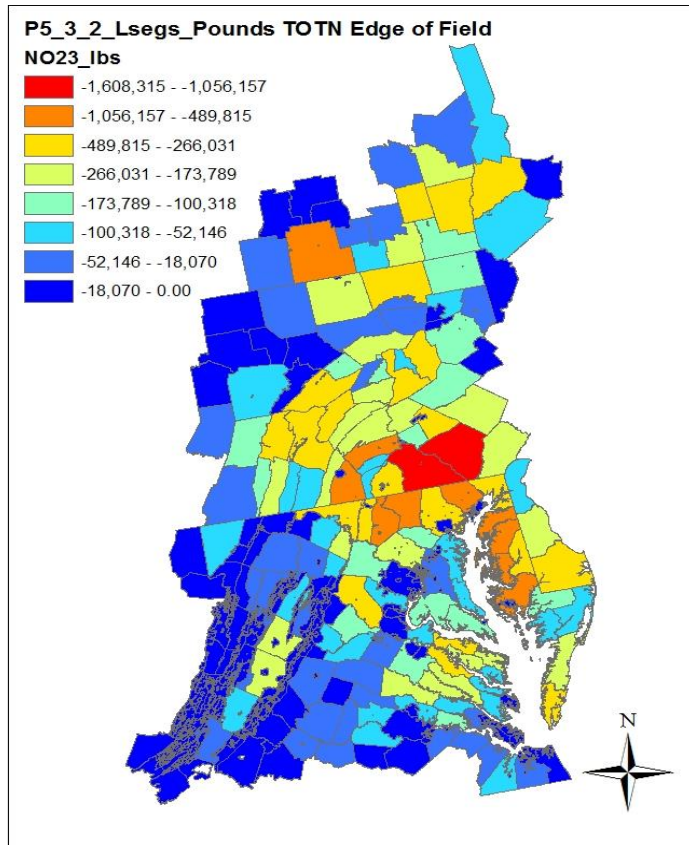 P5_3_2_Lsegs_Pounds TOTN Edge of Field
NO23_lbs
-1,608,315 - -1,056,157
-1,056,157 - -489,815
-489,815 - -266,031
-266,031 - -173,789
-173,789 - -100,318
-100,318 - -52,146
-52,146 - -18,070
-18,070 - 0.00
N